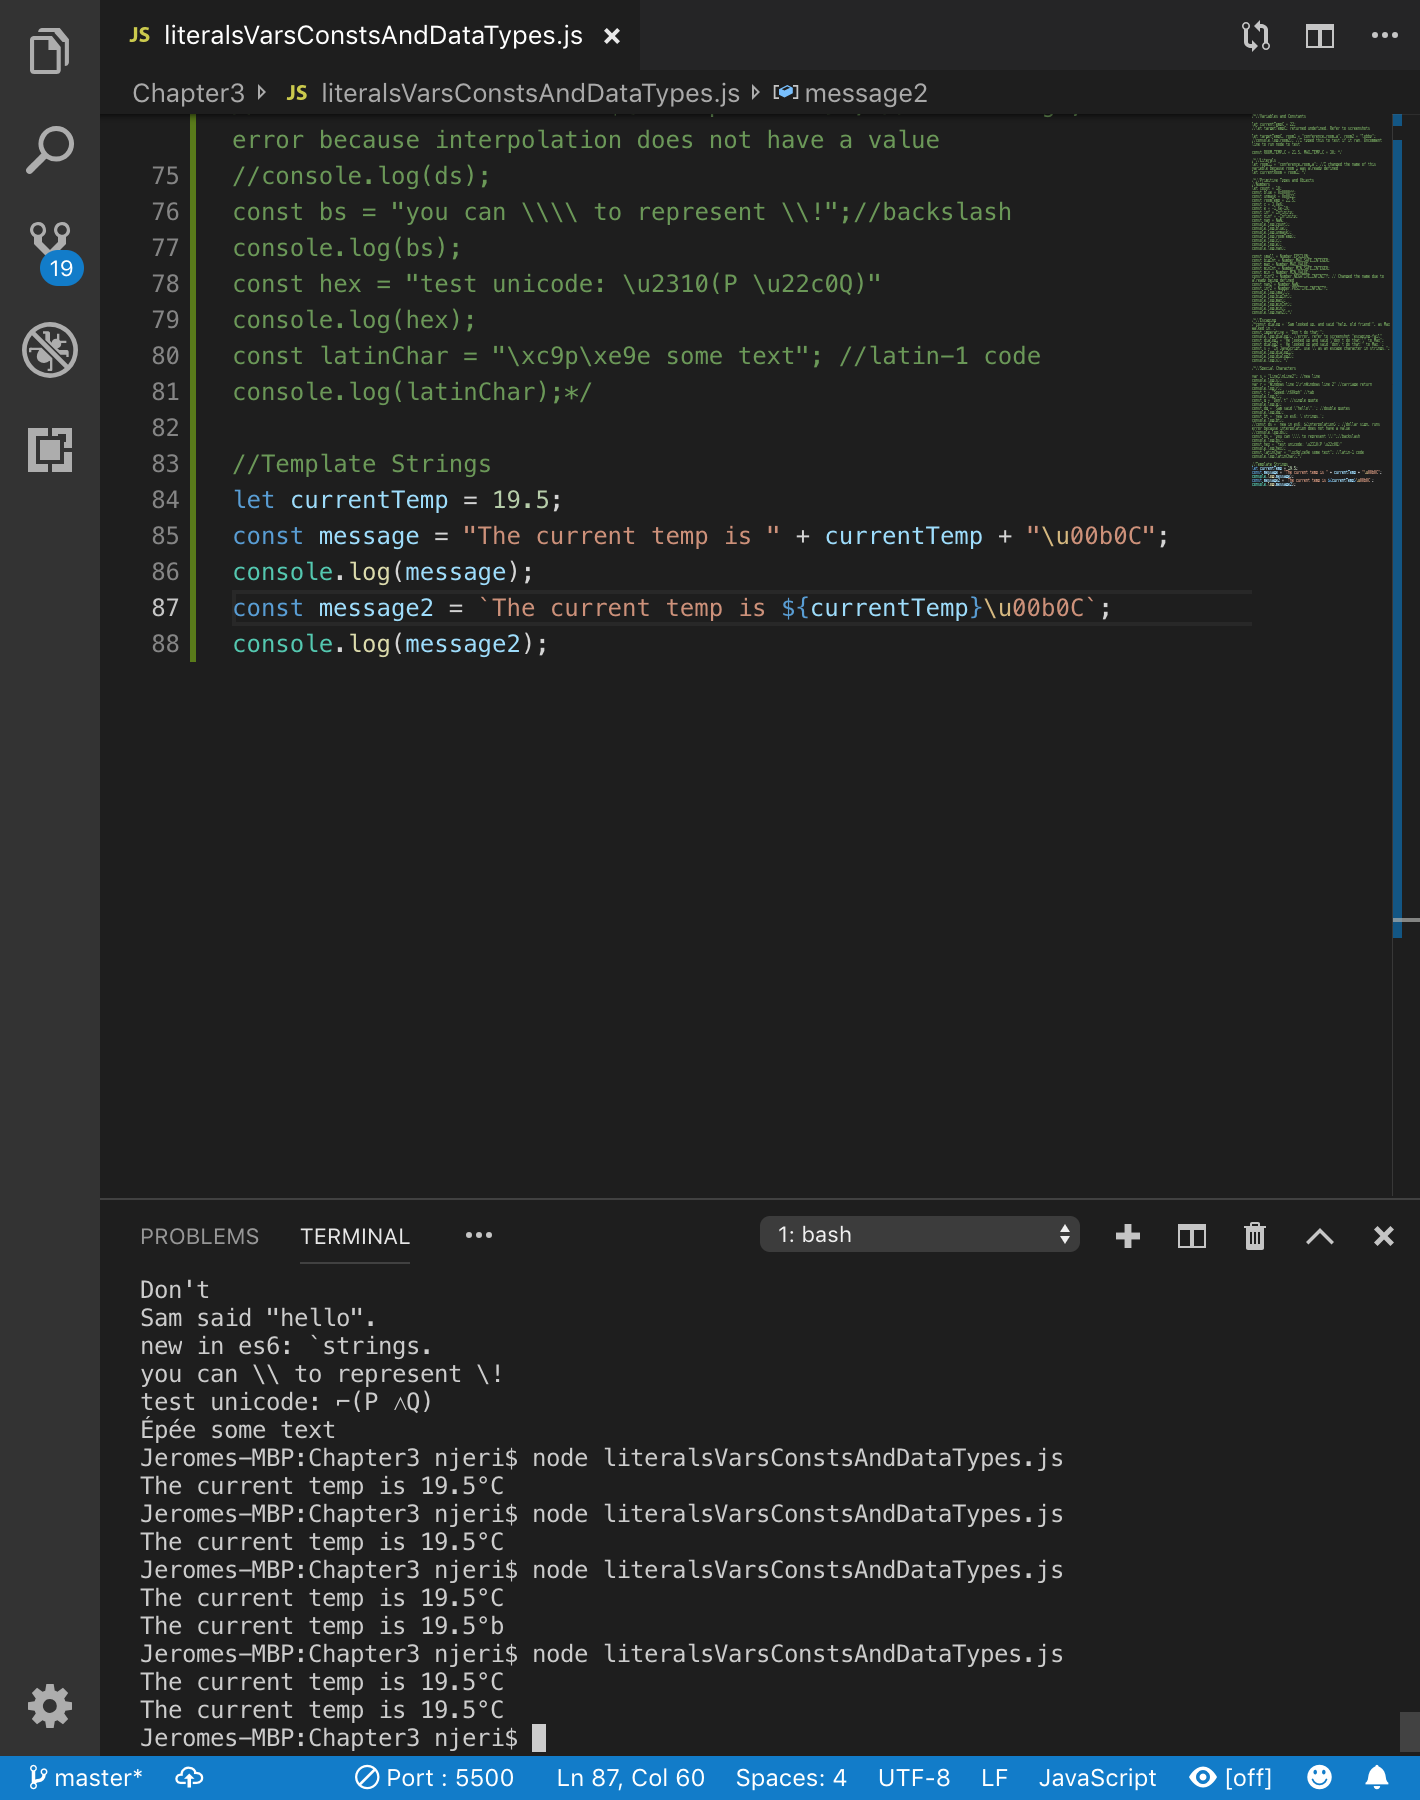 JS literalsVarsConstsAndDataTypes.js ×
Chapter3 JS literalsVarsConstsAndDataTypes.js message2
error because interpolation does not have a value
75 //console.log(ds);
76 const bs = "you can \\\\ to represent \\!";//backslash
77 console.log(bs);
78 const hex = "test unicode: \u2310(P \u22c0Q)"
79 console.log(hex);
80 const latinChar = "\xc9p\xe9e some text"; //latin-1 code
81 console.log(latinChar);*/
82
83 //Template Strings
84 let currentTemp = 19.5;
85 const message = "The current temp is " + currentTemp + "\u00b0C";
86 console.log(message);
87 const message2 = `The current temp is ${currentTemp}\u00b0C`;
88 console.log(message2);
19
PROBLEMS TERMINAL ••• 1: bash
Don't
Sam said "hello".
new in es6: `strings.
you can \\ to represent \!
test unicode: ⌐(P ⋀Q)
Épée some text
Jeromes-MBP:Chapter3 njeri$ node literalsVarsConstsAndDataTypes.js
The current temp is 19.5°C
Jeromes-MBP:Chapter3 njeri$ node literalsVarsConstsAndDataTypes.js
The current temp is 19.5°C
Jeromes-MBP:Chapter3 njeri$ node literalsVarsConstsAndDataTypes.js
The current temp is 19.5°C
The current temp is 19.5°b
Jeromes-MBP:Chapter3 njeri$ node literalsVarsConstsAndDataTypes.js
The current temp is 19.5°C
The current temp is 19.5°C
Jeromes-MBP:Chapter3 njeri$
master* Port : 5500 Ln 87, Col 60 Spaces: 4 UTF-8 LF JavaScript [off]